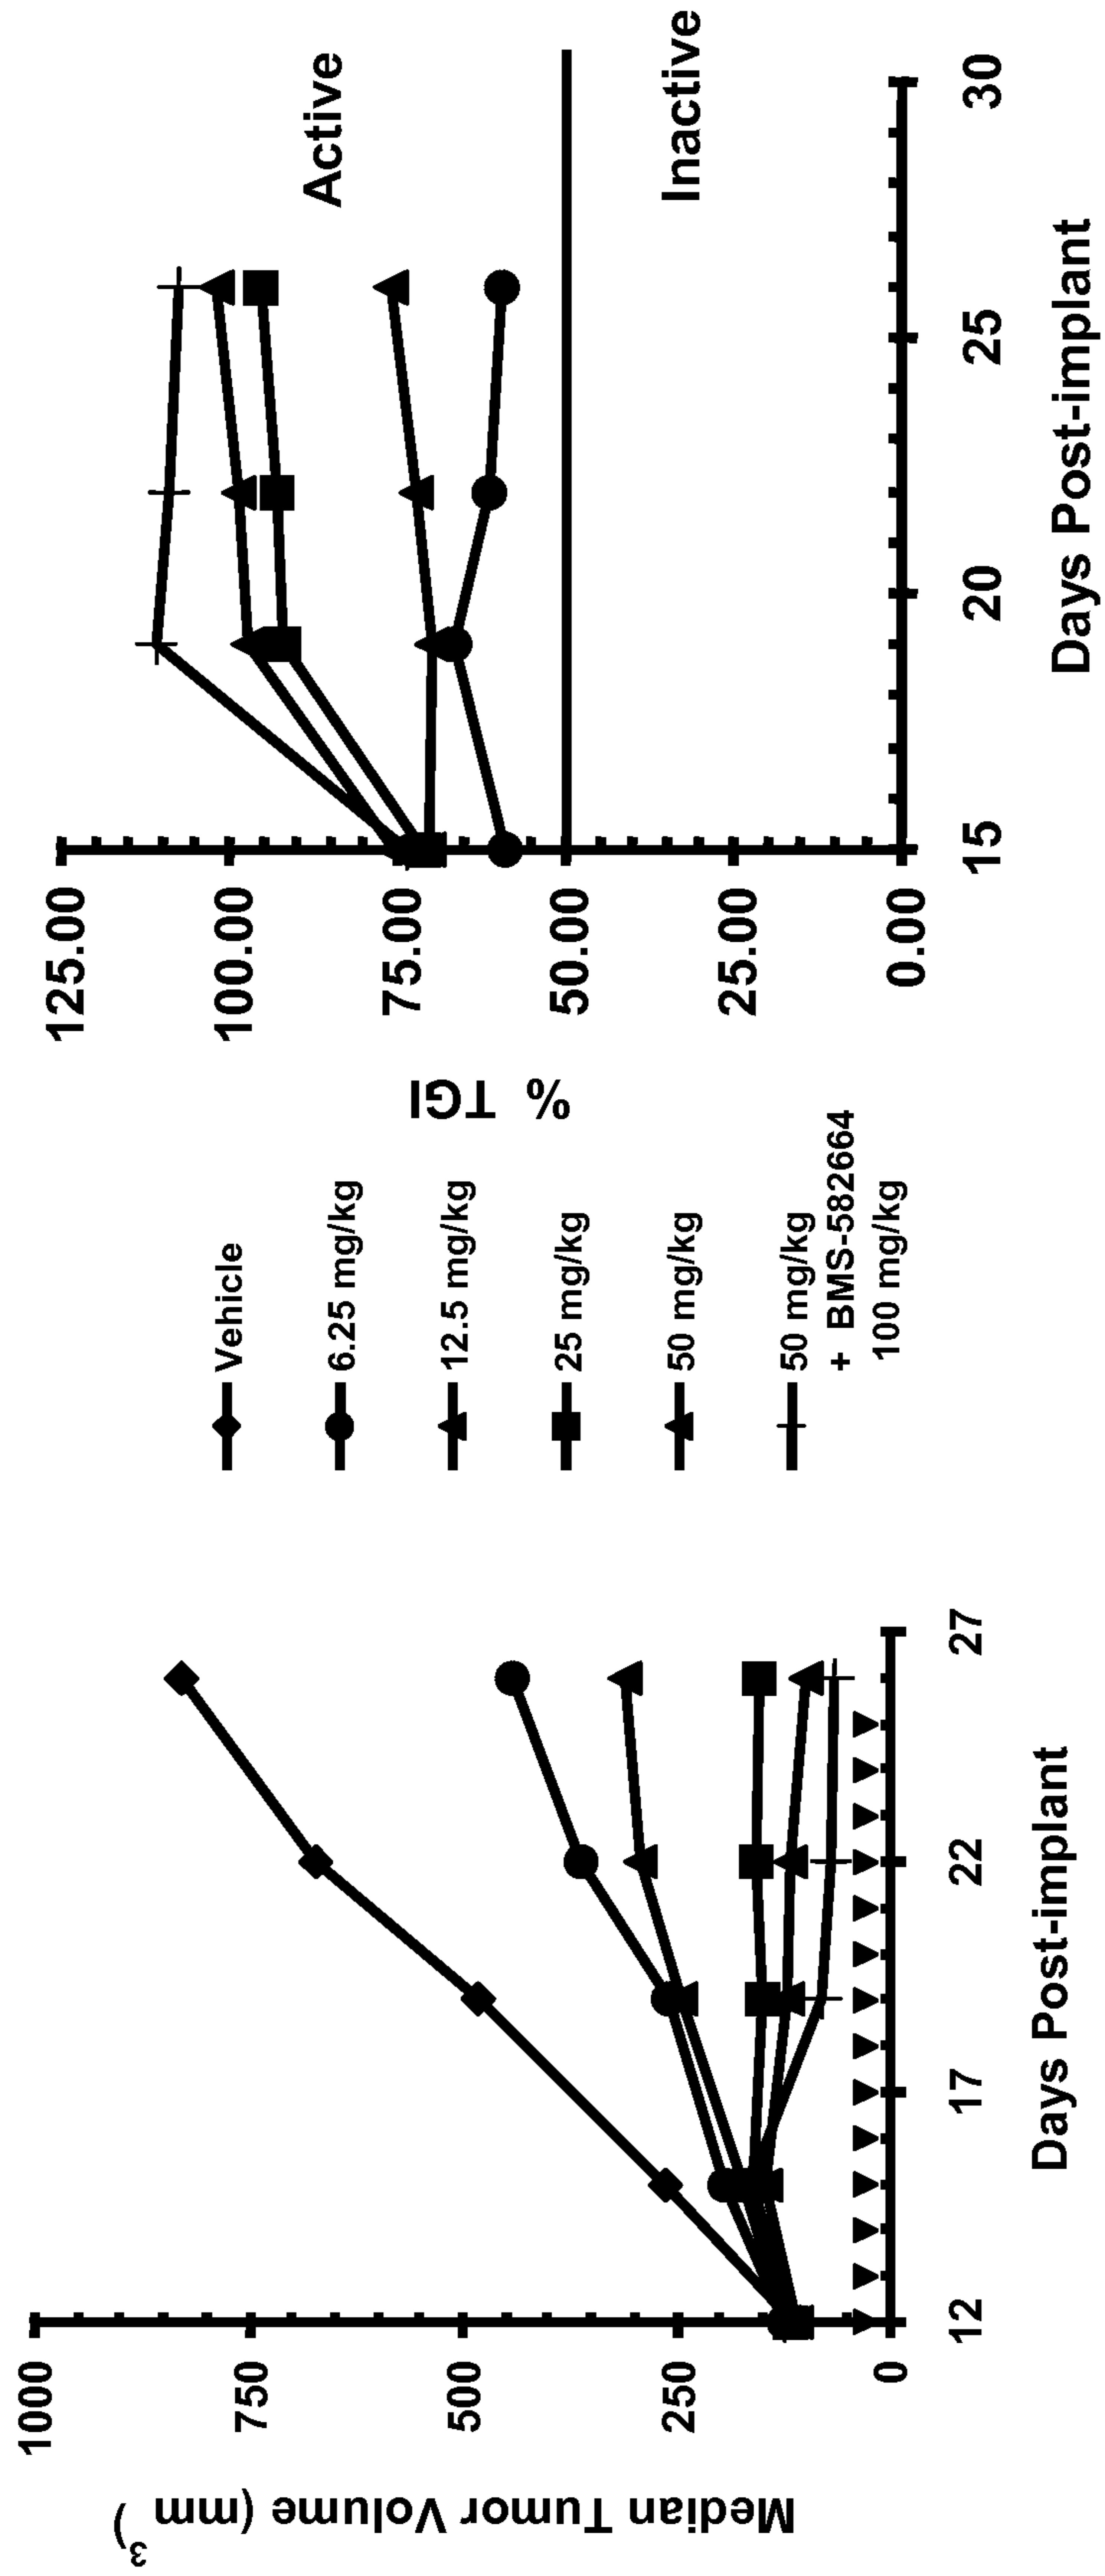 Median Tumor Volume (mm3)
1000
750
500
250
0
12
17
22
27
Days Post-implant
Vehicle
6.25 mg/kg
12.5 mg/kg
25 mg/kg
50 mg/kg
50 mg/kg
+ BMS-582664
100 mg/kg
% TGI
125.00
100.00
75.00
50.00
25.00
0.00
15
20
25
30
Days Post-implant
Active
Inactive